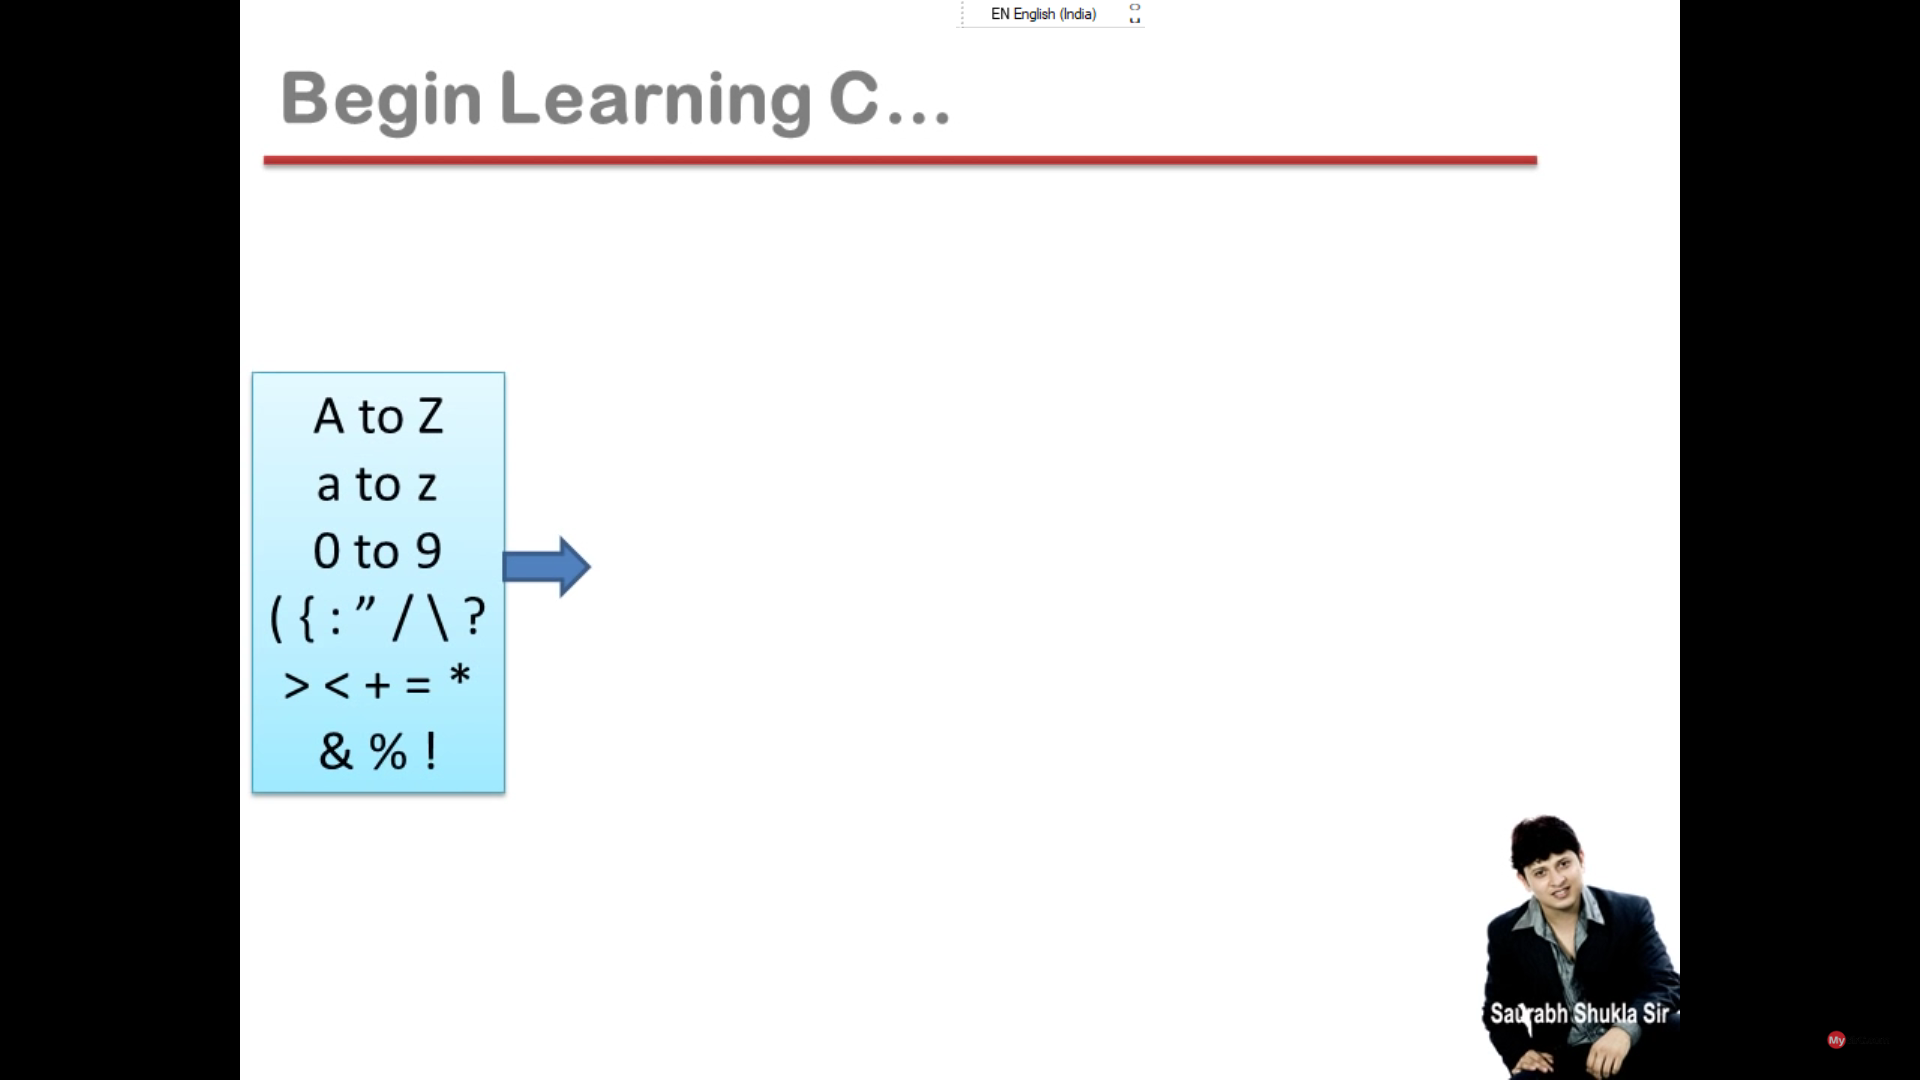 EN English (India)
Begin Learning C...
A to Z
a to z
0 to 9
( { : ” / \ ?
> < + = *
& % !
Saurabh Shukla Sir
My